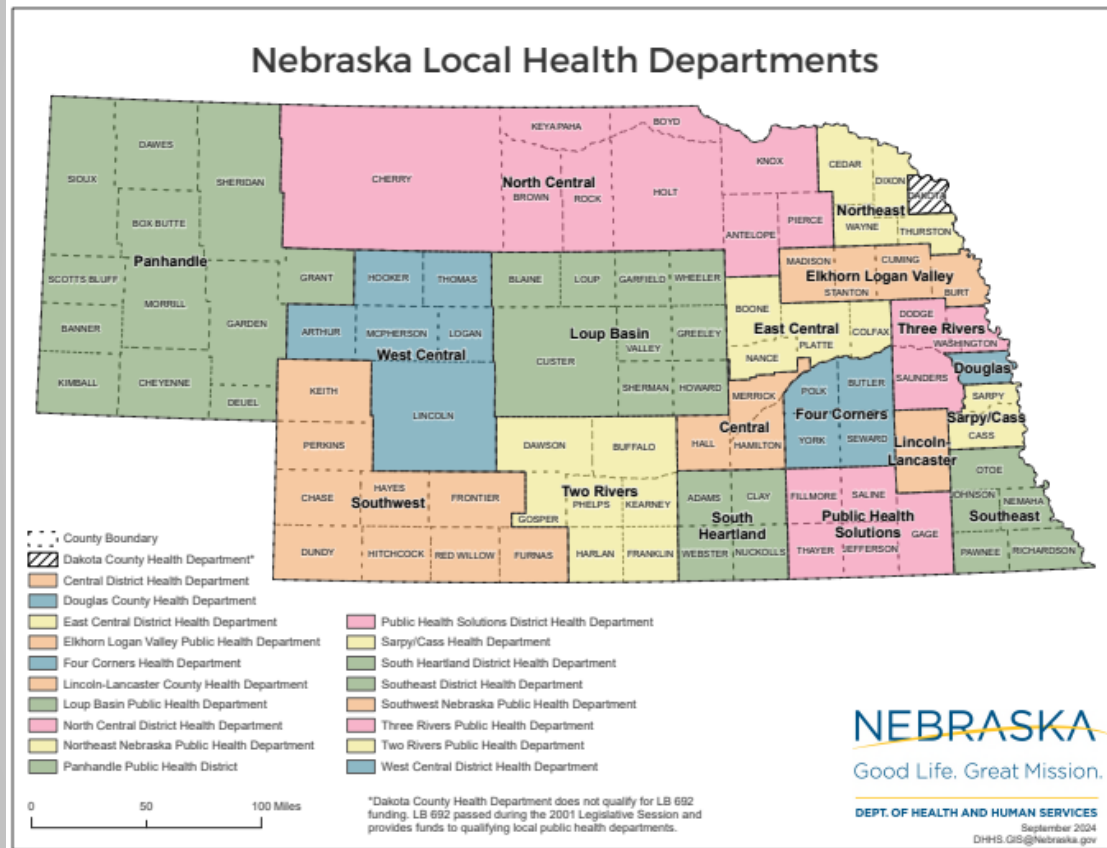 Nebraska Local Health Departments
KEYA PAHA
BOYD
DAWES
KNOX
CEDAR
SIOUX
SHERIDAN
CHERRY
DIXON
North Central
DAKOTA
BROWN
ROCK
HOLT
BOX BUTTE
PIERCE
Northeast
ANTELOPE
WAYNE
THURSTON
Panhandle
SCOTTS BLUFF
GRANT
HOOKER
THOMAS
BLAINE
LOUP
GARFIELD
WHEELER
MADISON
CUMING
Elkhorn Logan Valley
STANTON
BURT
MORRILL
BOONE
DODGE
BANNER
GARDEN
ARTHUR
MCPHERSON
LOGAN
Loup Basin
GREELEY
East Central
COLFAX
Three Rivers
West Central
CUSTER
VALLEY
PLATTE
WASHINGTON
NANCE
KIMBALL
CHEYENNE
DEUEL
KEITH
SHERMAN
HOWARD
MERRICK
POLK
BUTLER
SAUNDERS
Douglas
SARPY
LINCOLN
Four Corners
Sarpy/Cass
Central
CASS
PERKINS
DAWSON
BUFFALO
HALL
HAMILTON
YORK
SEWARD
Lincoln-
Lancaster
OTOE
CHASE
HAYES
Southwest
FRONTIER
Two Rivers
PHELPS
KEARNEY
ADAMS
CLAY
FILLMORE
SALINE
JOHNSON
NEMAHA
GOSPER
South
Heartland
Public Health
Solutions
GAGE
Southeast
DUNDY
HITCHCOCK
RED WILLOW
FURNAS
HARLAN
FRANKLIN
WEBSTER
NUCKOLLS
THAYER
JEFFERSON
PAWNEE
RICHARDSON
County Boundary
Dakota County Health Department*
Central District Health Department
Douglas County Health Department
East Central District Health Department
Elkhorn Logan Valley Public Health Department
Four Corners Health Department
Lincoln-Lancaster County Health Department
Loup Basin Public Health Department
North Central District Health Department
Northeast Nebraska Public Health Department
Panhandle Public Health District
Public Health Solutions District Health Department
Sarpy/Cass Health Department
South Heartland District Health Department
Southeast District Health Department
Southwest Nebraska Public Health Department
Three Rivers Public Health Department
Two Rivers Public Health Department
West Central District Health Department
0 50 100 Miles
*Dakota County Health Department does not qualify for LB 692
funding. LB 692 passed during the 2001 Legislative Session and
provides funds to qualifying local public health departments.
NEBRASKA
Good Life. Great Mission.
DEPT. OF HEALTH AND HUMAN SERVICES
September 2024
DHHS.GIS@Nebraska.gov